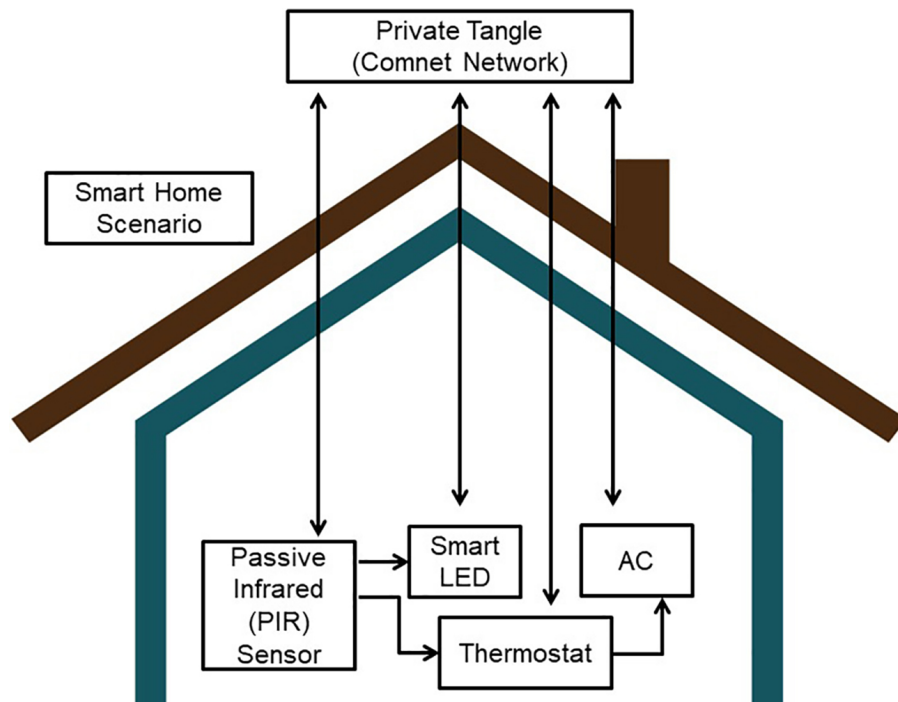 Private Tangle
(Comnet Network)
Smart Home
Scenario
Passive
Infrared
(PIR)
Sensor
Smart
LED
AC
Thermostat